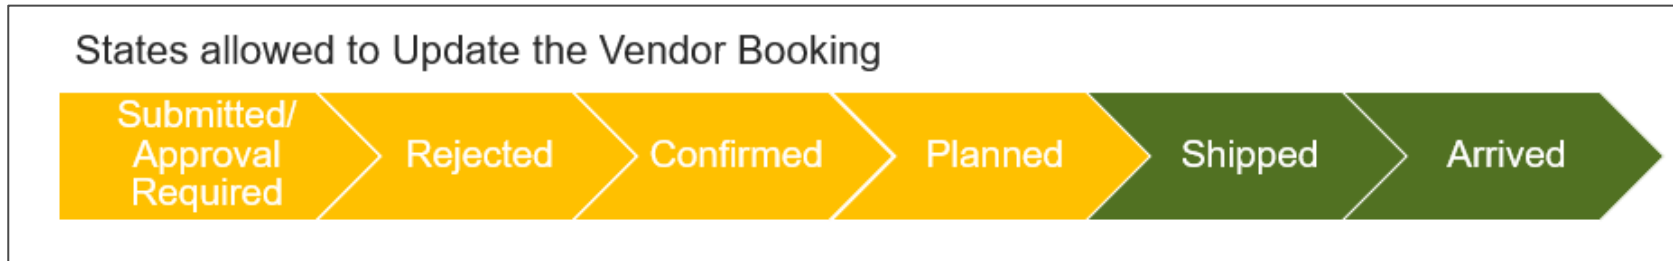 States allowed to Update the Vendor Booking
Submitted/
Approval
Required
Rejected
Confirmed
Planned
Shipped
Arrived